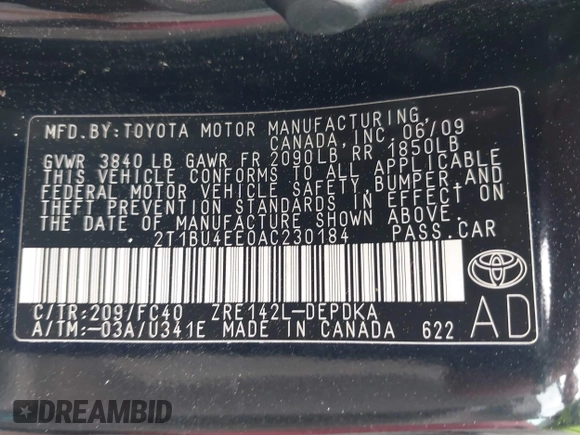 MFD.BY:TOYOTA MOTOR MANUFACTURING,
CANADA,INC. 06/09
GVWR 3840 LB GAWR FR 2090LB RR 1850LB
THIS VEHICLE CONFORMS TO ALL APPLICABLE
FEDERAL MOTOR VEHICLE SAFETY,BUMPER,AND
THEFT PREVENTION STANDARDS IN EFFECT ON
THE DATE OF MANUFACTURE SHOWN ABOVE.
2T1BU4EE0AC230184 PASS.CAR
C/TR:209/FC40 ZRE142L-DEPDKA
A/TM:-03A/U341E MADE IN CANADA 622
AD
DREAMBID